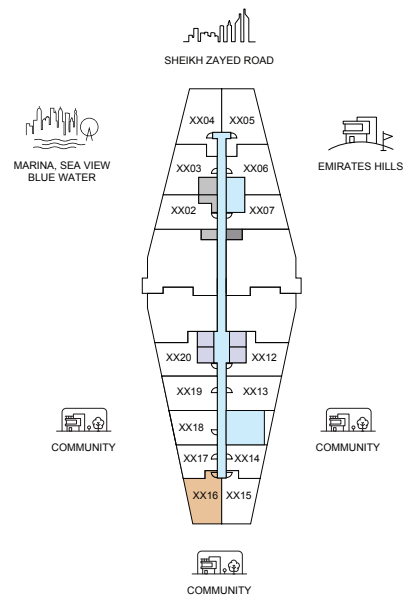 SHEIKH ZAYED ROAD
MARINA, SEA VIEW
BLUE WATER
EMIRATES HILLS
XX04 XX05
XX03 XX06
XX02 XX07
XX20 XX12
XX19 XX13
XX18
XX17 XX14
XX16 XX15
COMMUNITY
COMMUNITY
COMMUNITY